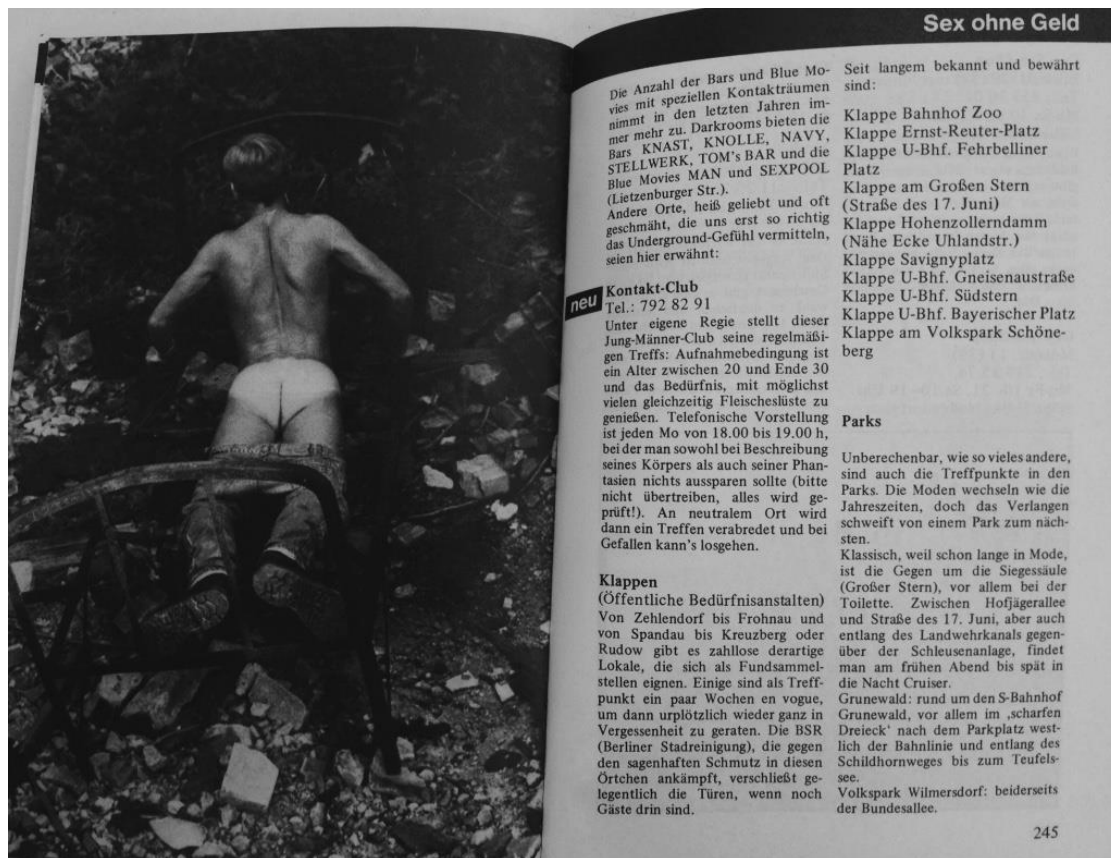 Sex ohne Geld
Die Anzahl der Bars und Blue Mo-
vies mit speziellen Kontakträumen
nimmt in den letzten Jahren im-
mer mehr zu. Darkrooms bieten die
Bars KNAST, KNOLLE, NAVY,
STELLWERK, TOM's BAR und die
Blue Movies MAN und SEXPOOL
(Lietzenburger Str.).
Andere Orte, heiß geliebt und oft
geschmäht, die uns erst so richtig
das Underground-Gefühl vermitteln,
seien hier erwähnt:
neu
Kontakt-Club
Tel.: 792 82 91
Unter eigene Regie stellt dieser
Jung-Männer-Club seine regelmäßi-
gen Treffs: Aufnahmebedingung ist
ein Alter zwischen 20 und Ende 30
und das Bedürfnis, mit möglichst
vielen gleichzeitig Fleischeslüste zu
genießen. Telefonische Vorstellung
ist jeden Mo von 18.00 bis 19.00 h,
bei der man sowohl bei Beschreibung
seines Körpers als auch seiner Phan-
tasien nichts aussparen sollte (bitte
nicht übertreiben, alles wird ge-
prüft!). An neutralem Ort wird
dann ein Treffen verabredet und bei
Gefallen kann's losgehen.
Klappen
(Öffentliche Bedürfnisanstalten)
Von Zehlendorf bis Frohnau und
von Spandau bis Kreuzberg oder
Rudow gibt es zahllose derartige
Lokale, die sich als Fundsammel-
stellen eignen. Einige sind als Treff-
punkt ein paar Wochen en vogue,
um dann urplötzlich wieder ganz in
Vergessenheit zu geraten. Die BSR
(Berliner Stadreinigung), die gegen
den sagenhaften Schmutz in diesen
Örtchen ankämpft, verschließt ge-
legentlich die Türen, wenn noch
Gäste drin sind.
Seit langem bekannt und bewährt
sind:
Klappe Bahnhof Zoo
Klappe Ernst-Reuter-Platz
Klappe U-Bhf. Fehrbelliner
Platz
Klappe am Großen Stern
(Straße des 17. Juni)
Klappe Hohenzollerndamm
(Nähe Ecke Uhlandstr.)
Klappe Savignyplatz
Klappe U-Bhf. Gneisenaustraße
Klappe U-Bhf. Südstern
Klappe U-Bhf. Bayerischer Platz
Klappe am Volkspark Schöne-
berg
Parks
Unberechenbar, wie so vieles andere,
sind auch die Treffpunkte in den
Parks. Die Moden wechseln wie die
Jahreszeiten, doch das Verlangen
schweift von einem Park zum näch-
sten.
Klassisch, weil schon lange in Mode,
ist die Gegen um die Siegessäule
(Großer Stern), vor allem bei der
Toilette. Zwischen Hofjägerallee
und Straße des 17. Juni, aber auch
entlang des Landwehrkanals gegen-
über der Schleusenanlage, findet
man am frühen Abend bis spät in
die Nacht Cruiser.
Grunewald: rund um den S-Bahnhof
Grunewald, vor allem im ‚scharfen
Dreieck‘ nach dem Parkplatz west-
lich der Bahnlinie und entlang des
Schildhornweges bis zum Teufels-
see.
Volkspark Wilmersdorf: beiderseits
der Bundesallee.
245